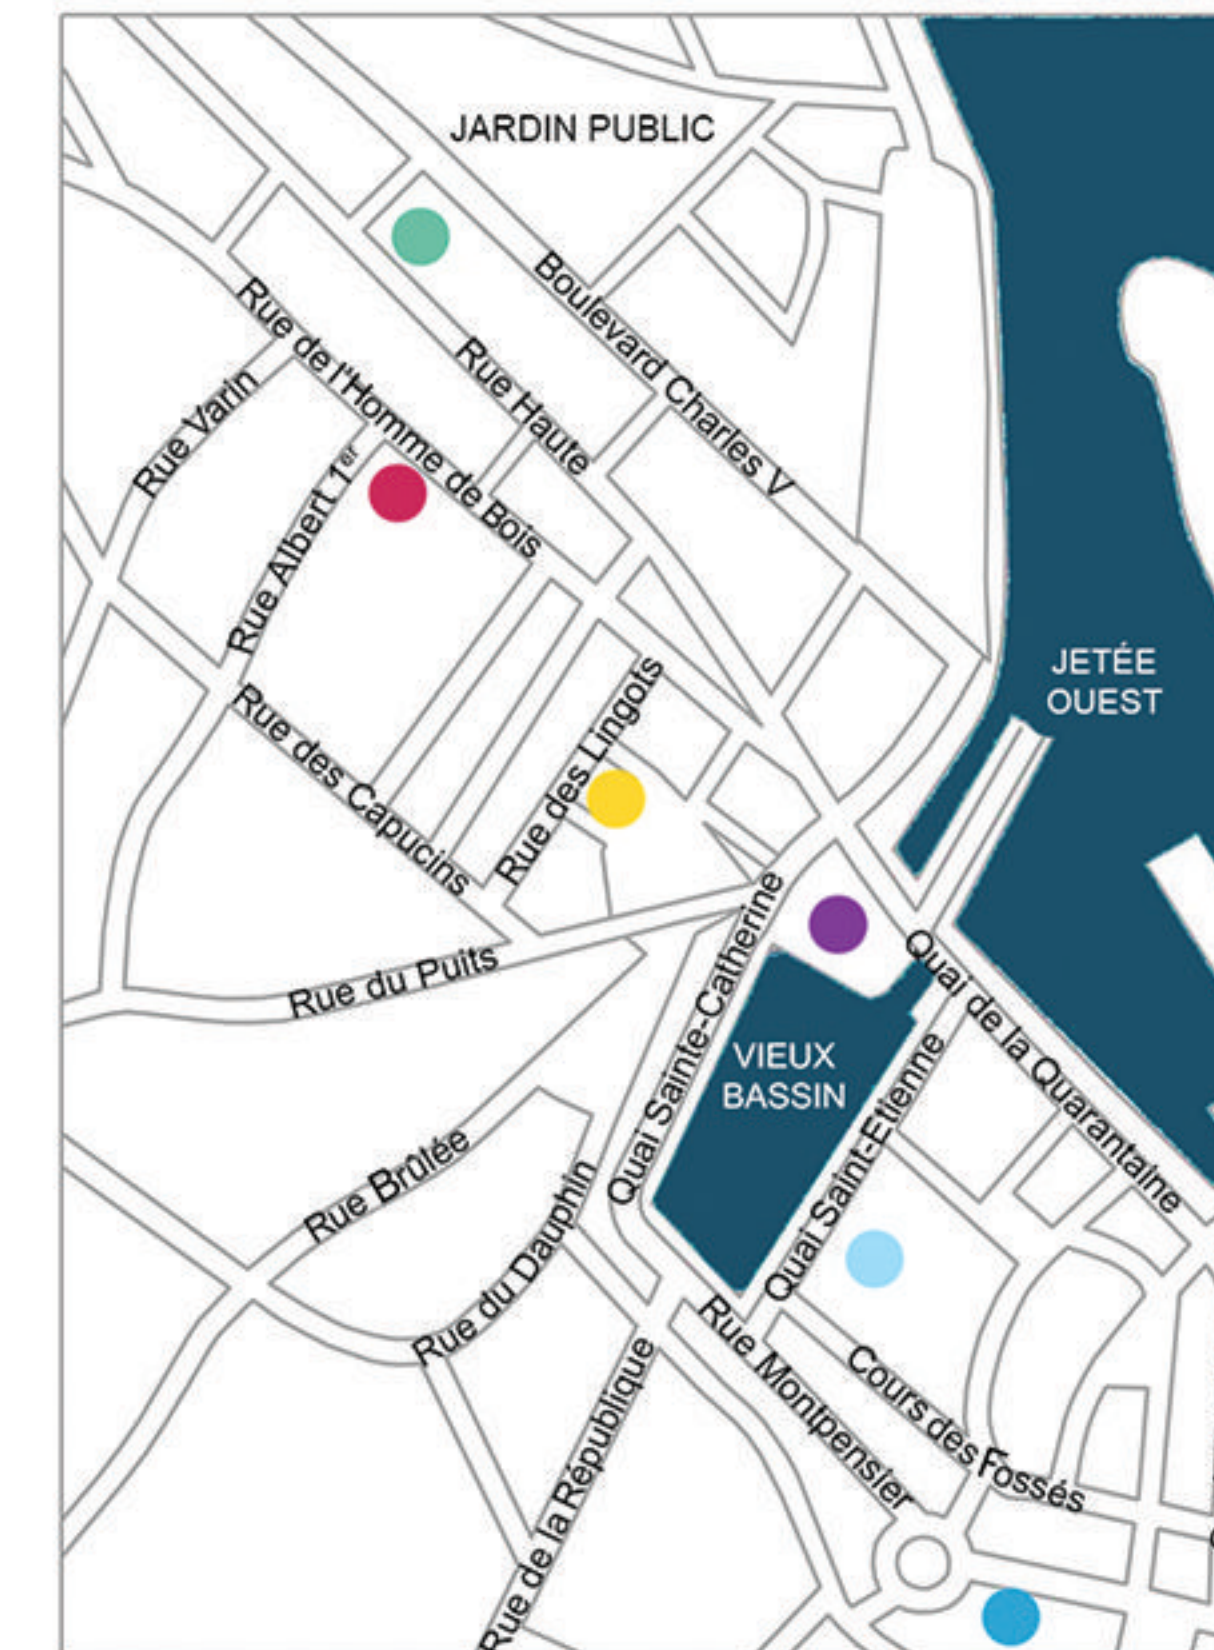 JARDIN PUBLIC
Boulevard Charles V
Rue de l'Homme de Bois
Rue Haute
Rue Varin
Rue Albert 1er
JETÉE
OUEST
Rue des Lingots
Rue des Capucins
Quai Sainte-Catherine
Rue du Puits
Quai de la Quarantaine
VIEUX
BASSIN
Quai Saint-Etienne
Rue Brûlée
Rue du Dauphin
Rue Montpensier
Cours des Fossés
Rue de la République